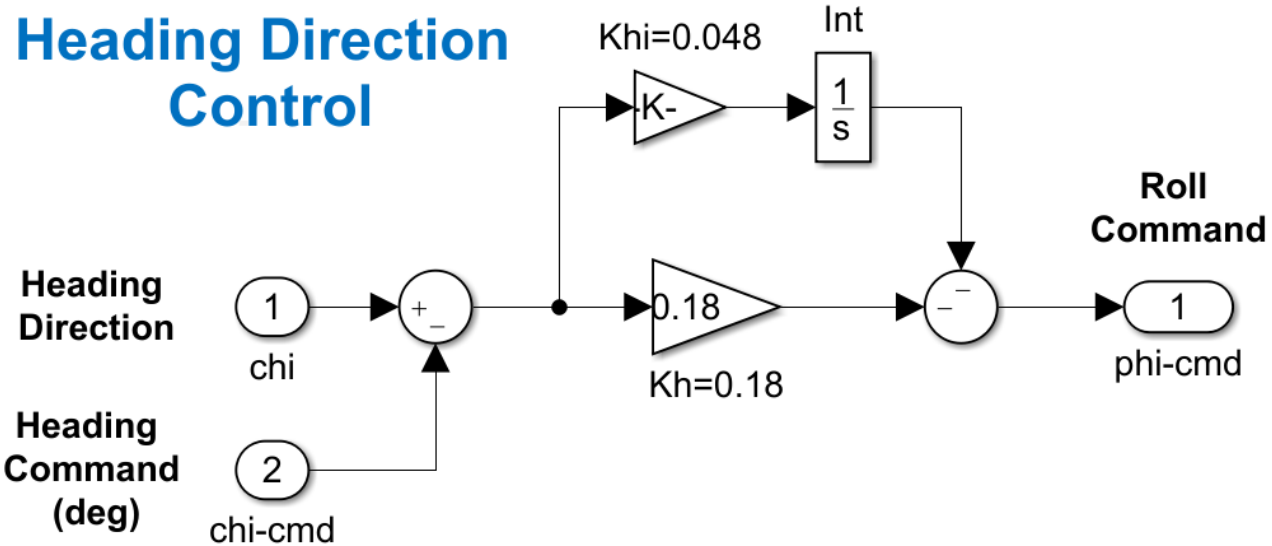 Heading Direction
Control
Khi=0.048
Int
-K-
1
s
Roll
Command
Heading
Direction
1
chi
+
−
0.18
Kh=0.18
−
−
1
phi-cmd
Heading
Command
(deg)
2
chi-cmd